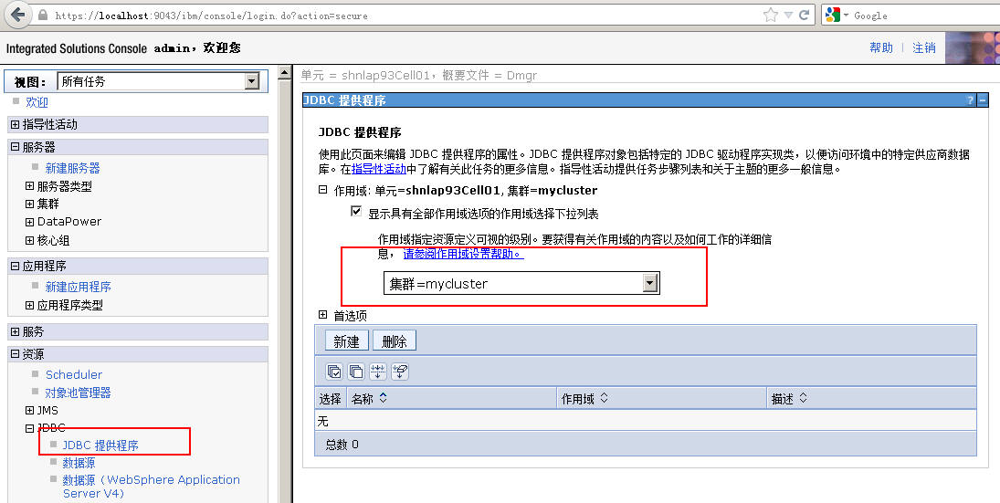 https://localhost:9043/ibm/console/login.do?action=secure
Google
Integrated Solutions Console admin，欢迎您
帮助 | 注销
视图： 所有任务
欢迎
指导性活动
服务器
新建服务器
服务器类型
集群
DataPower
核心组
应用程序
新建应用程序
应用程序类型
服务
资源
Scheduler
对象池管理器
JMS
JDBC
JDBC 提供程序
数据源
数据源（WebSphere Application
Server V4）
单元 = shnlap93Cell01，概要文件 = Dmgr
JDBC 提供程序
? -
JDBC 提供程序
使用此页面来编辑 JDBC 提供程序的属性。JDBC 提供程序对象包括特定的 JDBC 驱动程序实现类，以便访问环境中的特定供应商数据
库。在指导性活动中了解有关此任务的更多信息。指导性活动提供任务步骤列表和关于主题的更多一般信息。
作用域: 单元=shnlap93Cell01, 集群=mycluster
显示具有全部作用域选项的作用域选择下拉列表
作用域指定资源定义可视的级别。要获得有关作用域的内容以及如何工作的详细信
息，请参阅作用域设置帮助。
集群=mycluster
首选项
新建 删除
选择 名称 作用域 描述
无
总数 0